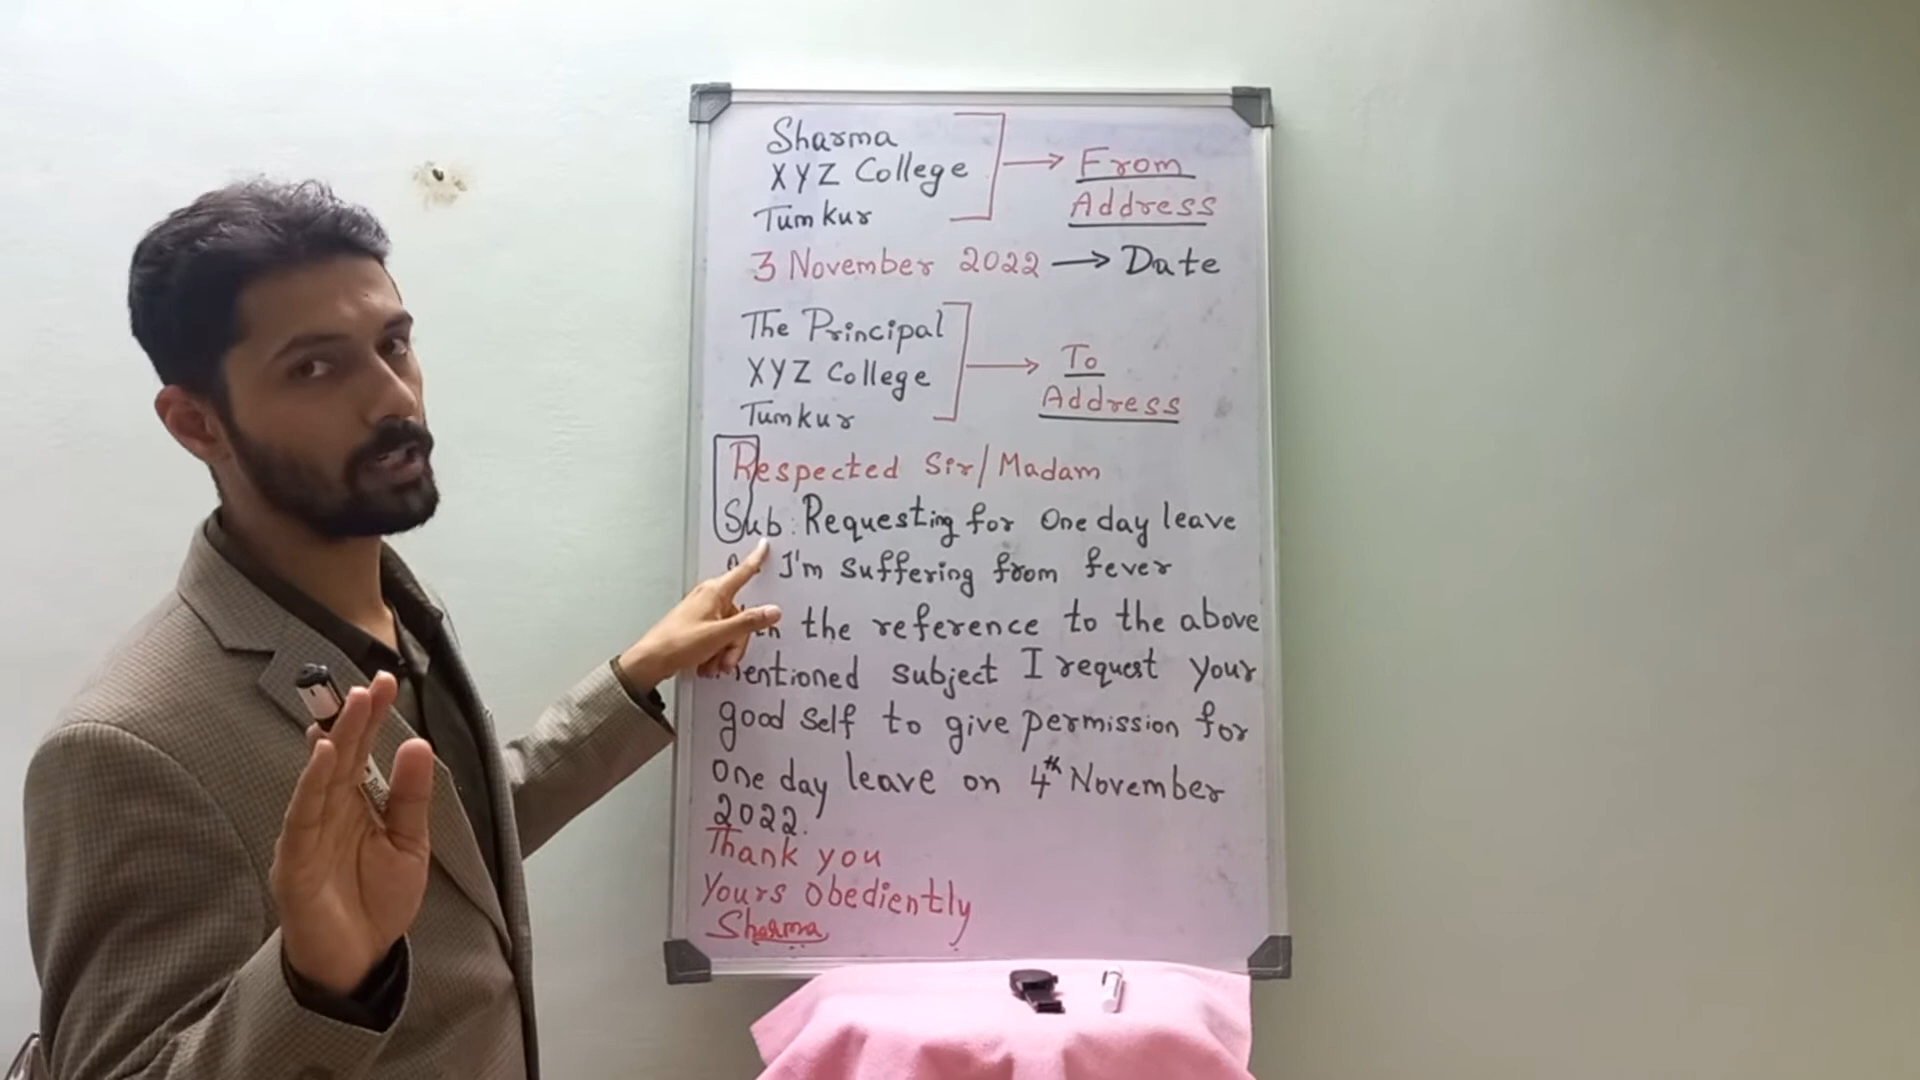 Sharma
XYZ College
Tumkur
From
Address
3 November 2022 → Date
The Principal
XYZ College
Tumkur
To
Address
Respected Sir/Madam
Sub: Requesting for One day leave
I'm suffering from fever
the reference to the above
mentioned subject I request your
good self to give permission for
One day leave on 4th November
2022.
Thank you
Yours obediently
Sharma